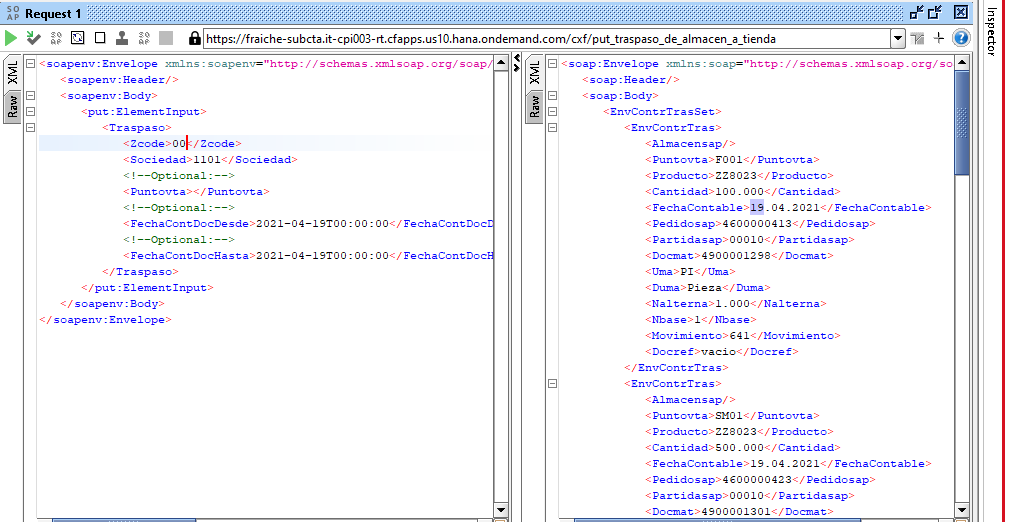 SO AP Request 1
https://fraiche-subcta.it-cpi003-rt.cfapps.us10.hana.ondemand.com/cxf/put_traspaso_de_almacen_a_tienda
Inspector
XML
Raw
<soapenv:Envelope xmlns:soapenv="http://schemas.xmlsoap.org/soap/
<soapenv:Header/>
<soapenv:Body>
<put:ElementInput>
<Traspaso>
<Zcode>00</Zcode>
<Sociedad>1101</Sociedad>
<!--Optional:-->
<Puntovta></Puntovta>
<!--Optional:-->
<FechaContDocDesde>2021-04-19T00:00:00</FechaContDocD
<!--Optional:-->
<FechaContDocHasta>2021-04-19T00:00:00</FechaContDocH
</Traspaso>
</put:ElementInput>
</soapenv:Body>
</soapenv:Envelope>
XML
Raw
<soap:Envelope xmlns:soap="http://schemas.xmlsoap.org/so
<soap:Header/>
<soap:Body>
<EnvContrTrasSet>
<EnvContrTras>
<Almacensap/>
<Puntovta>F001</Puntovta>
<Producto>ZZ8023</Producto>
<Cantidad>100.000</Cantidad>
<FechaContable>19.04.2021</FechaContable>
<Pedidosap>4600000413</Pedidosap>
<Partidasap>00010</Partidasap>
<Docmat>4900001298</Docmat>
<Uma>PI</Uma>
<Duma>Pieza</Duma>
<Nalterna>1.000</Nalterna>
<Nbase>1</Nbase>
<Movimiento>641</Movimiento>
<Docref>vacio</Docref>
</EnvContrTras>
<EnvContrTras>
<Almacensap/>
<Puntovta>SM01</Puntovta>
<Producto>ZZ8023</Producto>
<Cantidad>500.000</Cantidad>
<FechaContable>19.04.2021</FechaContable>
<Pedidosap>4600000423</Pedidosap>
<Partidasap>00010</Partidasap>
<Docmat>4900001301</Docmat>